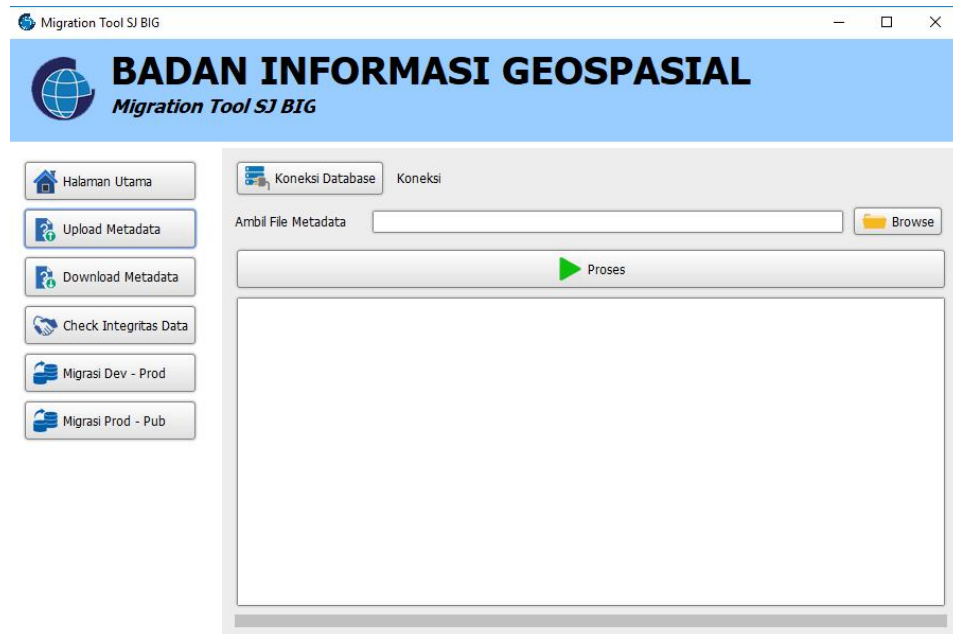 Migration Tool SJ BIG
BADAN INFORMASI GEOSPASIAL
Migration Tool SJ BIG
Halaman Utama
Upload Metadata
Download Metadata
Check Integritas Data
Migrasi Dev - Prod
Migrasi Prod - Pub
Koneksi Database
Koneksi
Ambil File Metadata
Browse
Proses